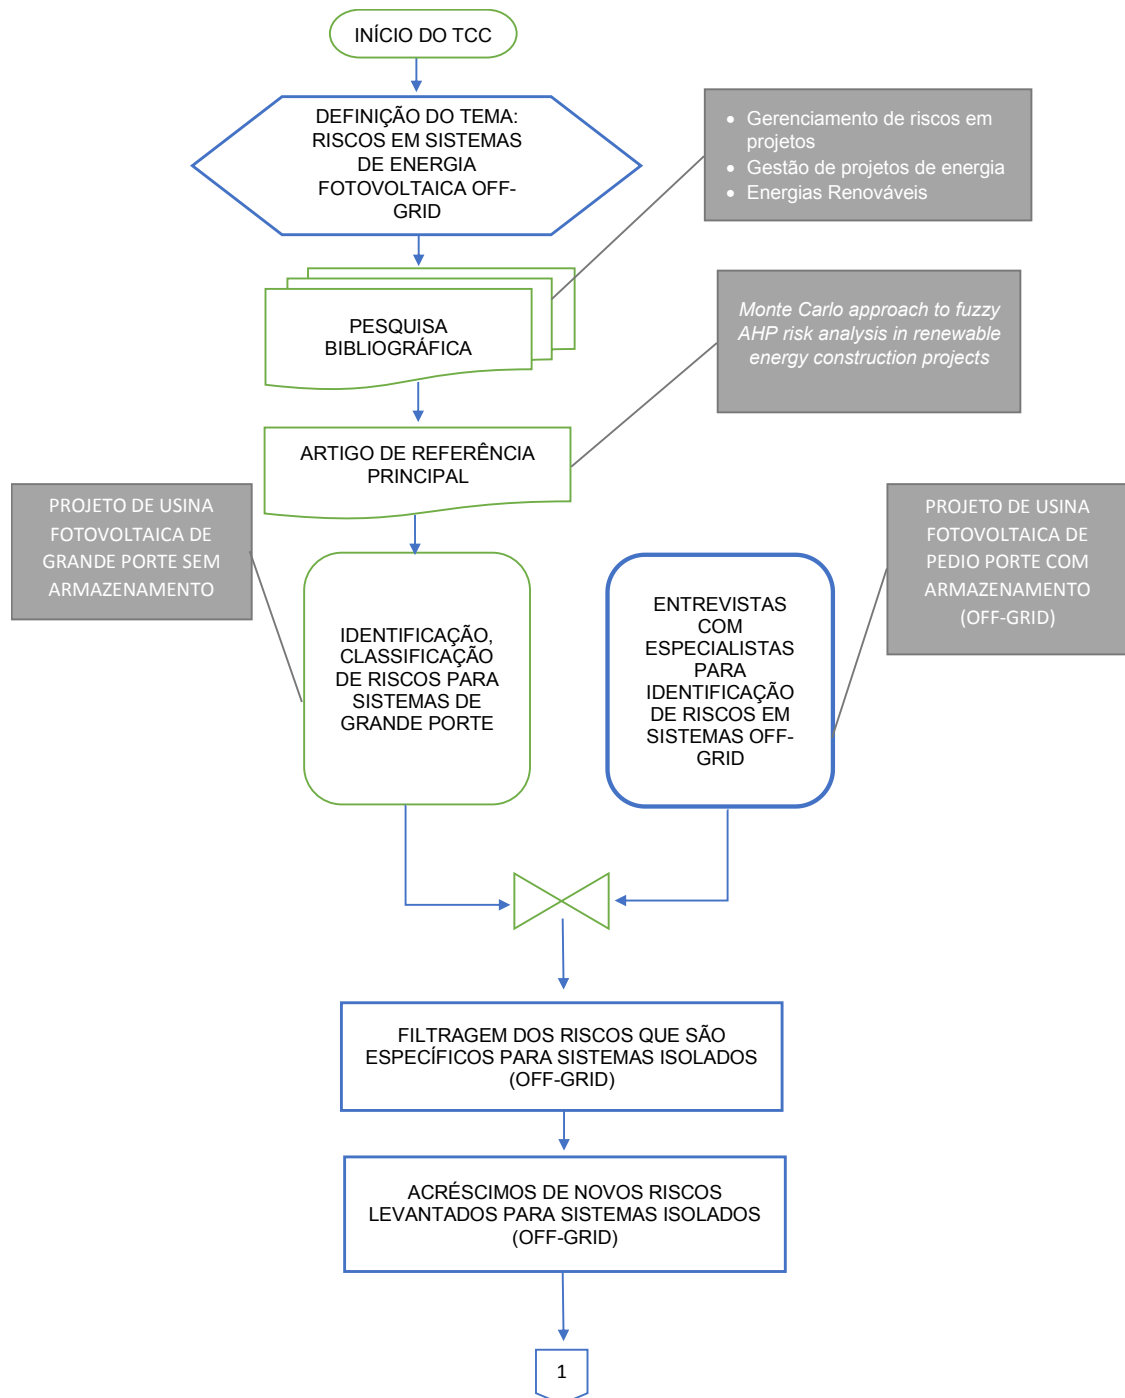 INÍCIO DO TCC
DEFINIÇÃO DO TEMA:
RISCOS EM SISTEMAS
DE ENERGIA
FOTOVOLTAICA OFF-
GRID
• Gerenciamento de riscos em
projetos
• Gestão de projetos de energia
• Energias Renováveis
PESQUISA
BIBLIOGRÁFICA
Monte Carlo approach to fuzzy
AHP risk analysis in renewable
energy construction projects
ARTIGO DE REFERÊNCIA
PRINCIPAL
PROJETO DE USINA
FOTOVOLTAICA DE
GRANDE PORTE SEM
ARMAZENAMENTO
PROJETO DE USINA
FOTOVOLTAICA DE
PEDIO PORTE COM
ARMAZENAMENTO
(OFF-GRID)
IDENTIFICAÇÃO,
CLASSIFICAÇÃO
DE RISCOS PARA
SISTEMAS DE
GRANDE PORTE
ENTREVISTAS
COM
ESPECIALISTAS
PARA
IDENTIFICAÇÃO
DE RISCOS EM
SISTEMAS OFF-
GRID
FILTRAGEM DOS RISCOS QUE SÃO
ESPECÍFICOS PARA SISTEMAS ISOLADOS
(OFF-GRID)
ACRÉSCIMOS DE NOVOS RISCOS
LEVANTADOS PARA SISTEMAS ISOLADOS
(OFF-GRID)
1